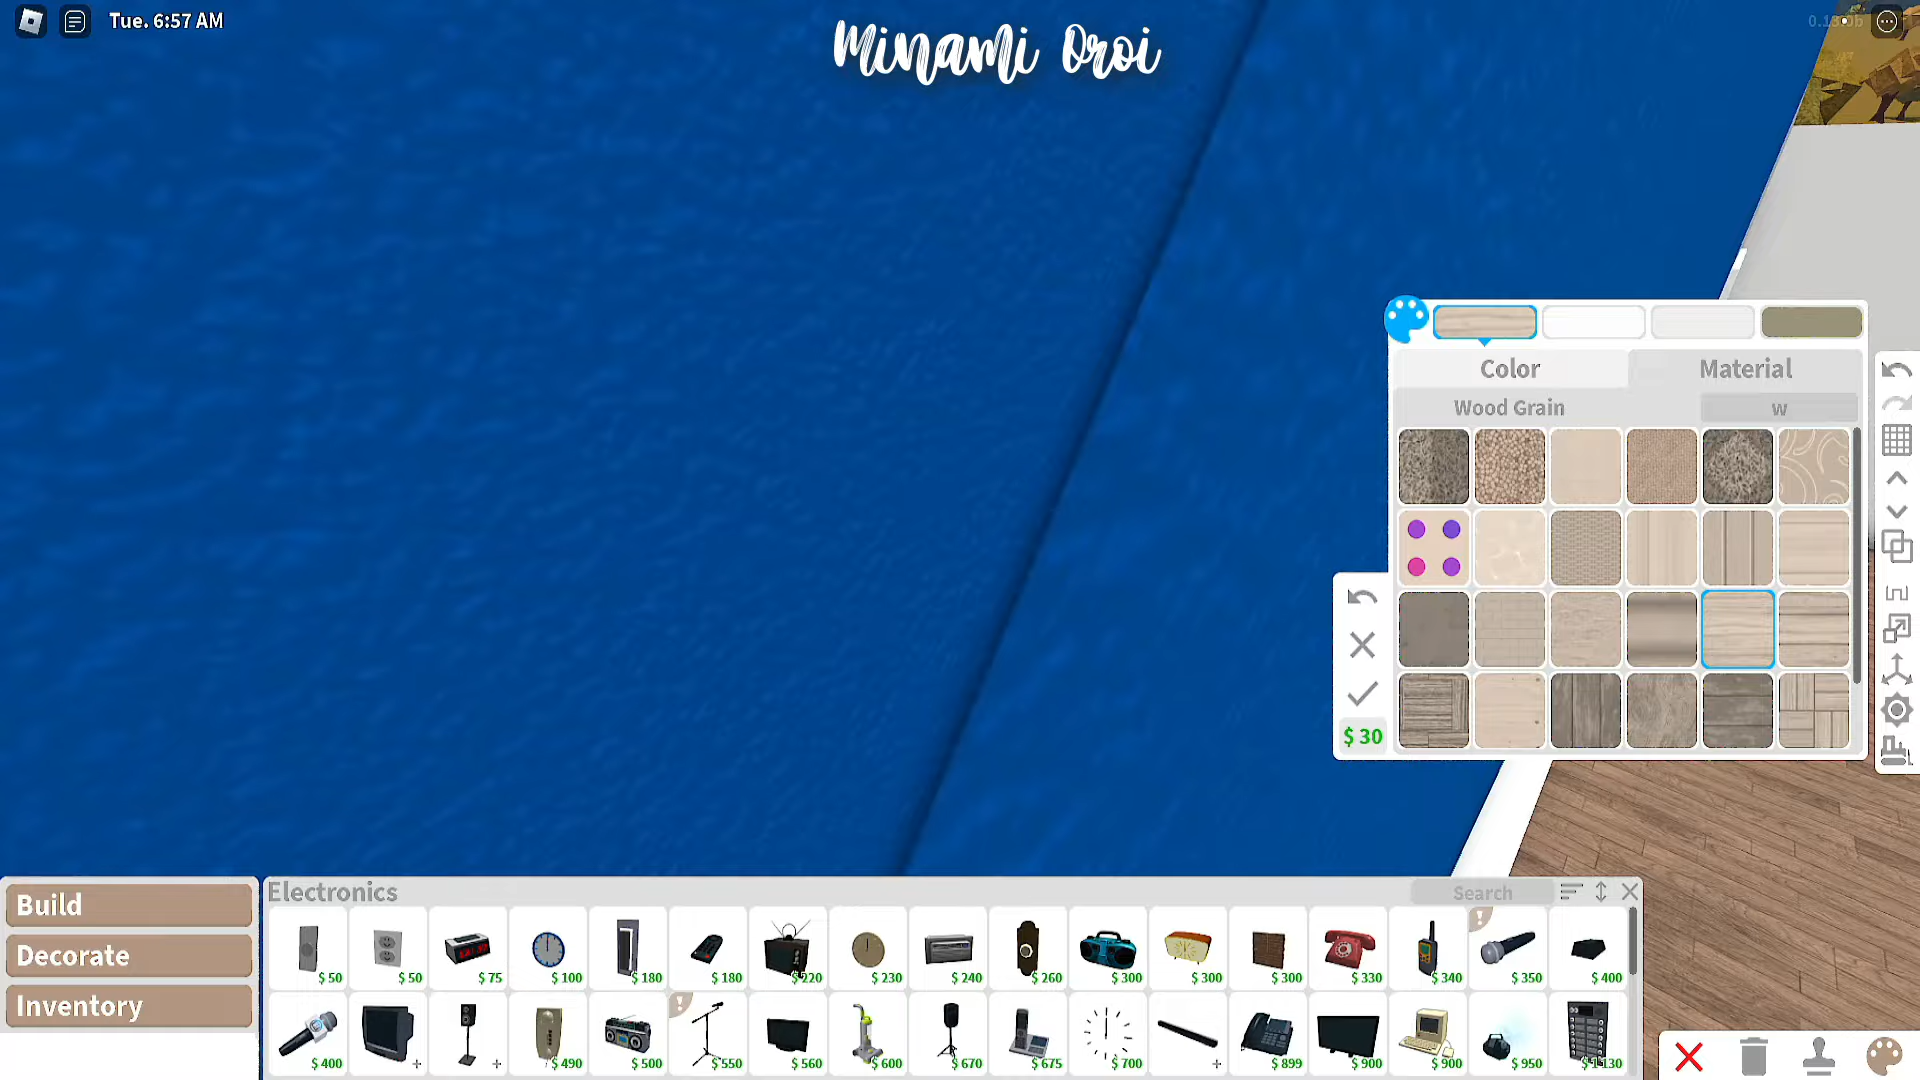 Tue. 6:57 AM
Minami Oroi
Color
Material
Wood Grain
w
$ 30
Build
Decorate
Inventory
Electronics
Search
$ 50
$ 50
$ 75
$ 100
$ 180
$ 180
$ 220
$ 230
$ 240
$ 260
$ 300
$ 300
$ 300
$ 330
$ 340
$ 350
$ 400
$ 400
$ 490
$ 500
$ 550
$ 560
$ 600
$ 670
$ 675
$ 700
$ 899
$ 900
$ 900
$ 950
$ 1130